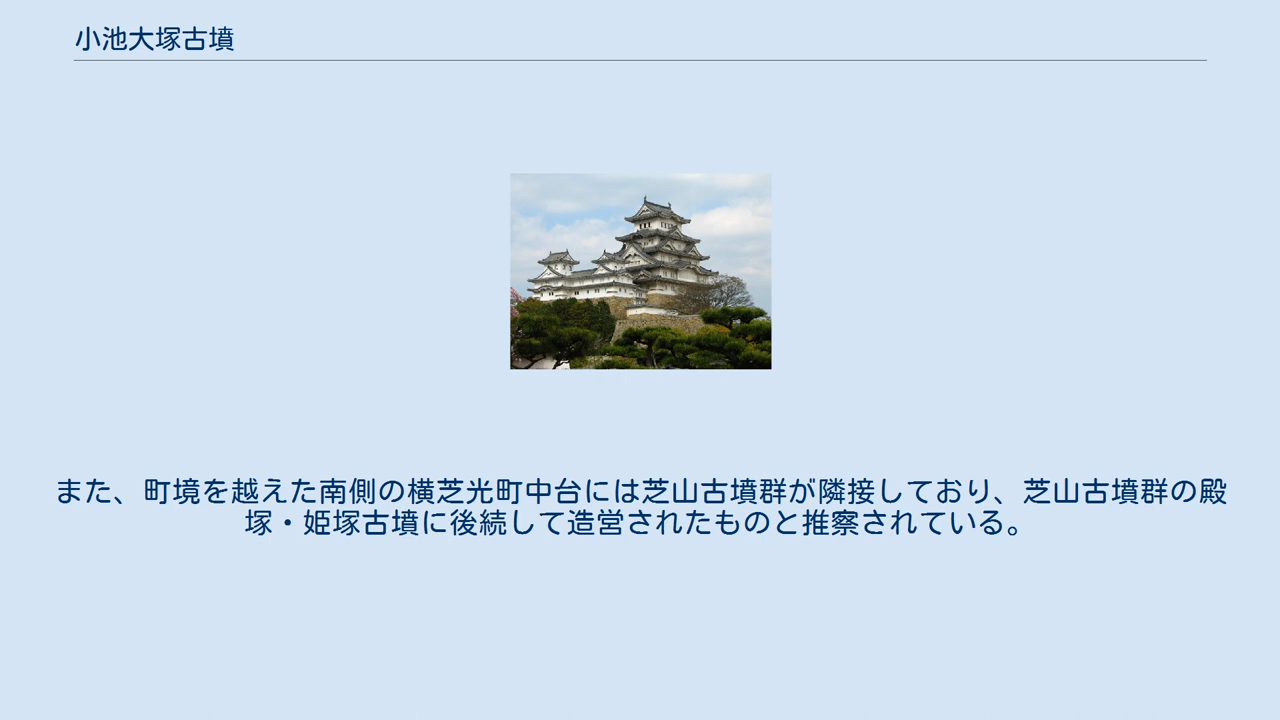 小池大塚古墳
また、町境を越えた南側の横芝光町中台には芝山古墳群が隣接しており、芝山古墳群の殿
塚・姫塚古墳に後続して造営されたものと推察されている。